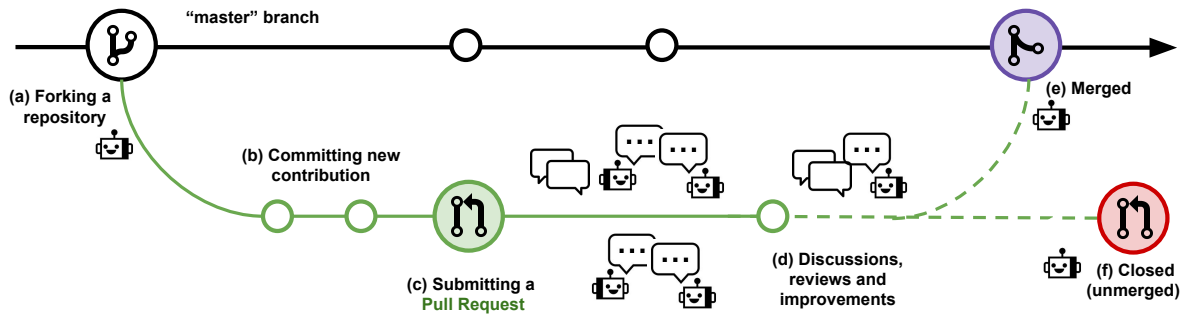 “master” branch
(a) Forking a
repository
(b) Committing new
contribution
(c) Submitting a
Pull Request
(d) Discussions,
reviews and
improvements
(e) Merged
(f) Closed
(unmerged)